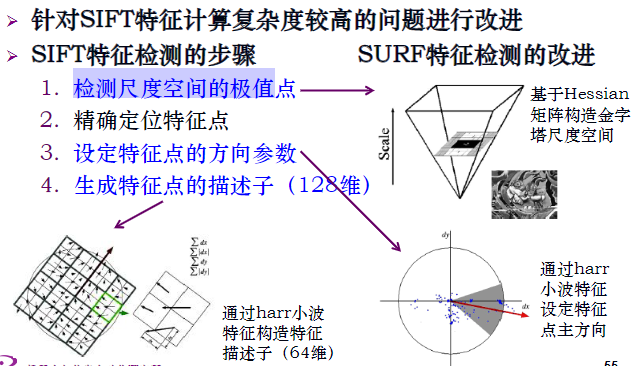 针对SIFT特征计算复杂度较高的问题进行改进
SIFT特征检测的步骤
SURF特征检测的改进
1. 检测尺度空间的极值点
2. 精确定位特征点
3. 设定特征点的方向参数
4. 生成特征点的描述子（128维）
Scale
基于Hessian
矩阵构造金字
塔尺度空间
∑dx
∑|dx|
∑dy
∑|dy|
通过harr小波
特征构造特征
描述子（64维）
dy
dx
通过harr
小波特征
设定特征
点主方向
55